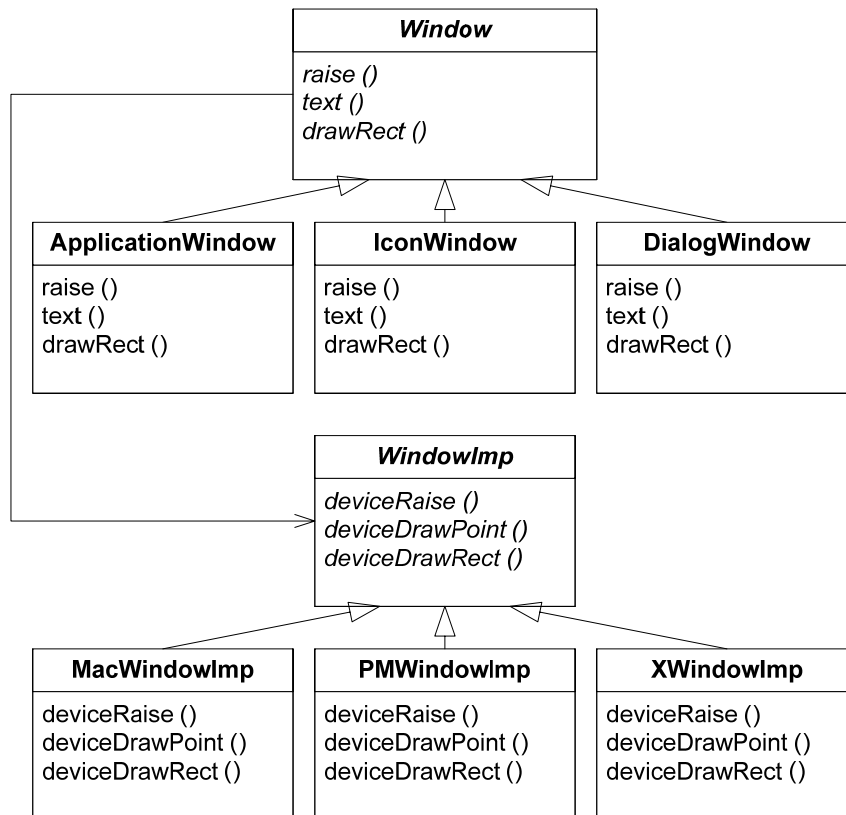 Window
raise ()
text ()
drawRect ()
ApplicationWindow
raise ()
text ()
drawRect ()
IconWindow
raise ()
text ()
drawRect ()
DialogWindow
raise ()
text ()
drawRect ()
WindowImp
deviceRaise ()
deviceDrawPoint ()
deviceDrawRect ()
MacWindowImp
deviceRaise ()
deviceDrawPoint ()
deviceDrawRect ()
PMWindowImp
deviceRaise ()
deviceDrawPoint ()
deviceDrawRect ()
XWindowImp
deviceRaise ()
deviceDrawPoint ()
deviceDrawRect ()